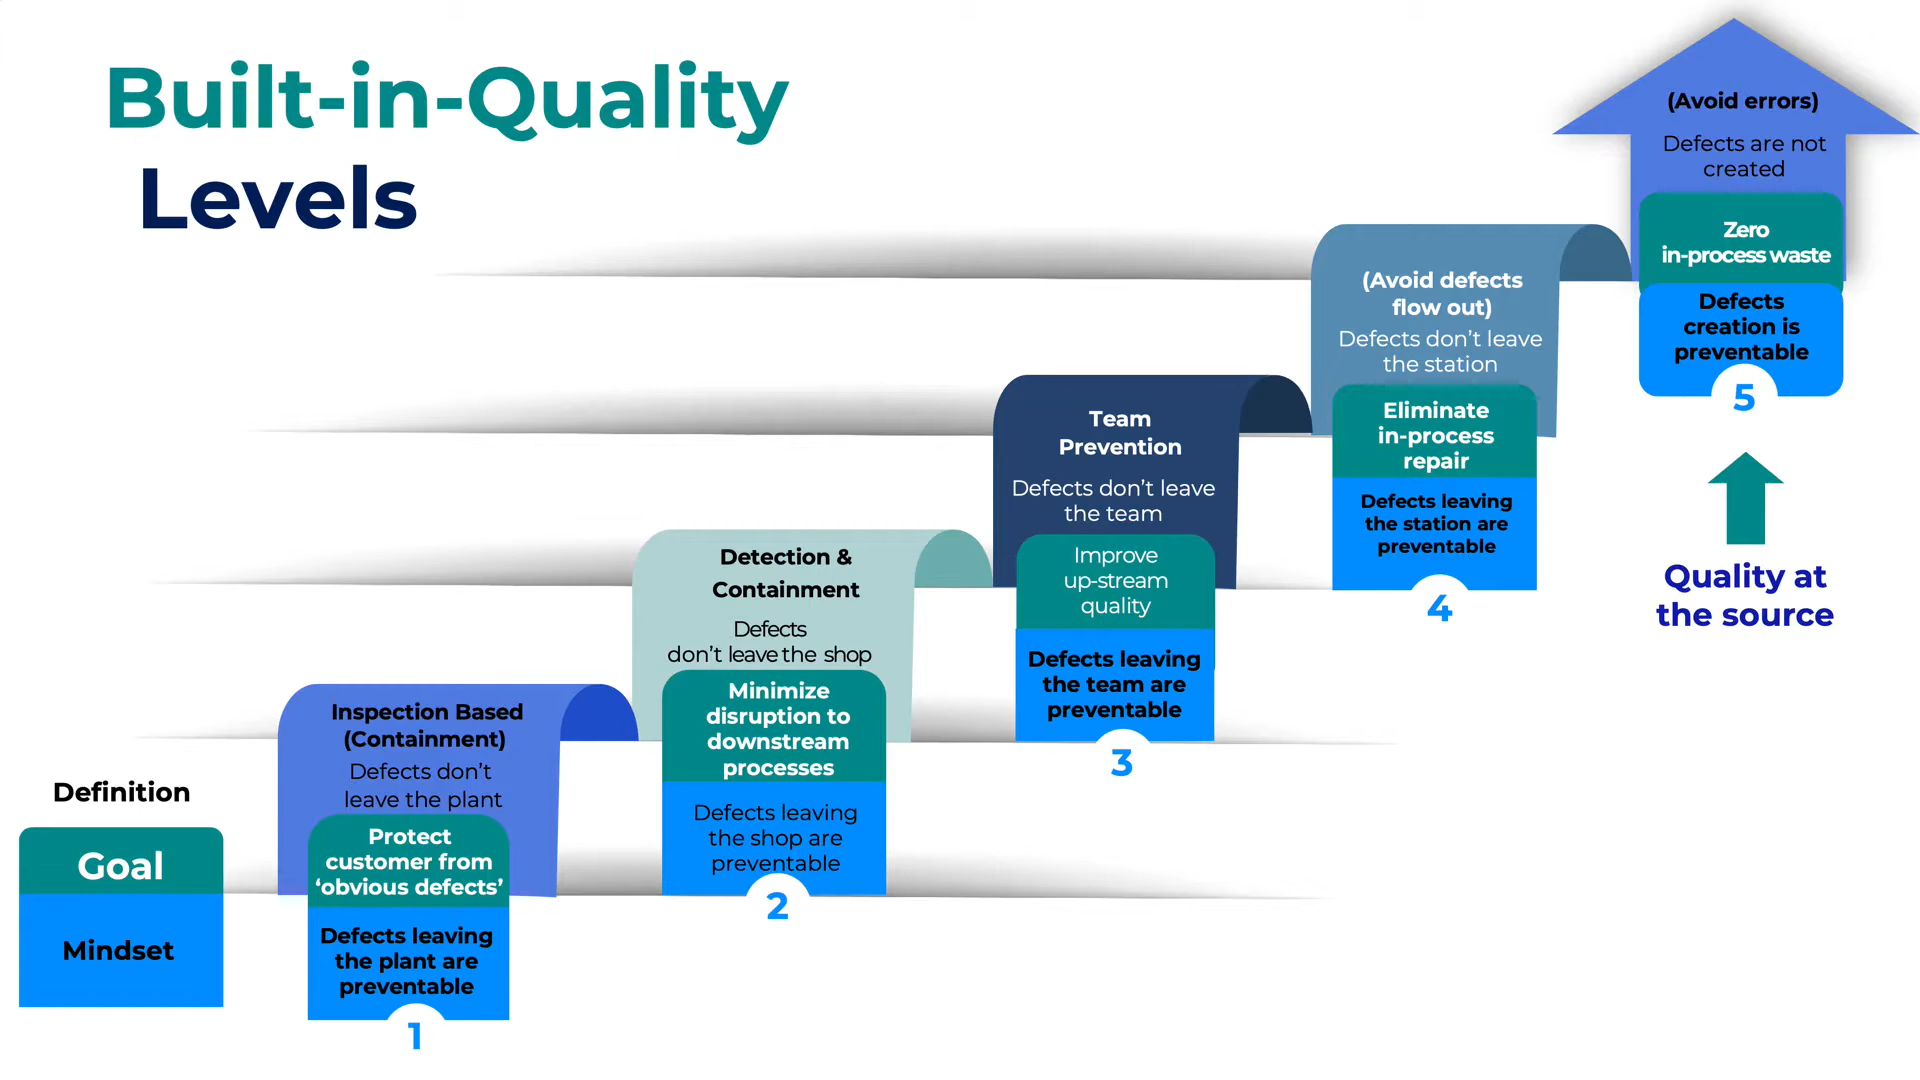 Built-in-Quality
Levels
Definition
Goal
Mindset
Inspection Based
(Containment)
Defects don't
leave the plant
Protect
customer from
‘obvious defects’
Defects leaving
the plant are
preventable
1
Detection &
Containment
Defects
don’t leave the shop
Minimize
disruption to
downstream
processes
Defects leaving
the shop are
preventable
2
Team
Prevention
Defects don’t leave
the team
Improve
up-stream
quality
Defects leaving
the team are
preventable
3
(Avoid defects
flow out)
Defects don’t leave
the station
Eliminate
in-process
repair
Defects leaving
the station are
preventable
4
(Avoid errors)
Defects are not
created
Zero
in-process waste
Defects
creation is
preventable
5
Quality at
the source